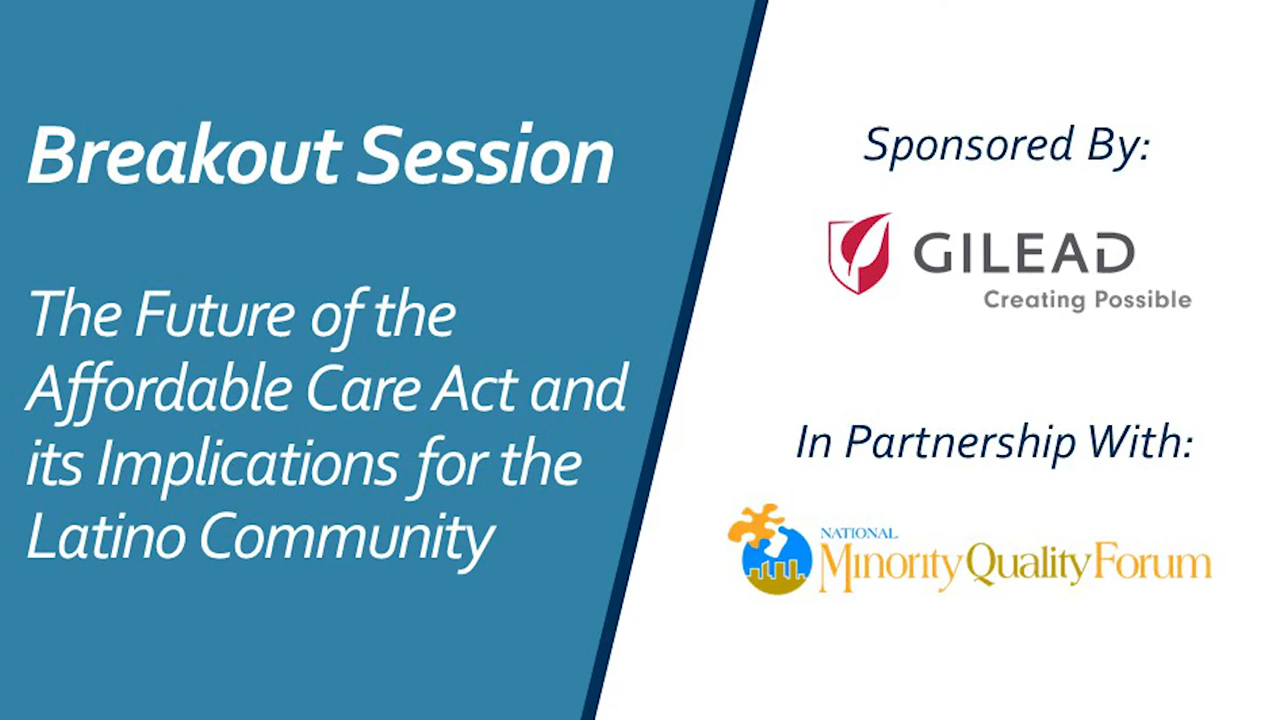 Breakout Session
The Future of the
Affordable Care Act and
its Implications for the
Latino Community
Sponsored By:
GILEAD
Creating Possible
In Partnership With:
NATIONAL
Minority Quality Forum